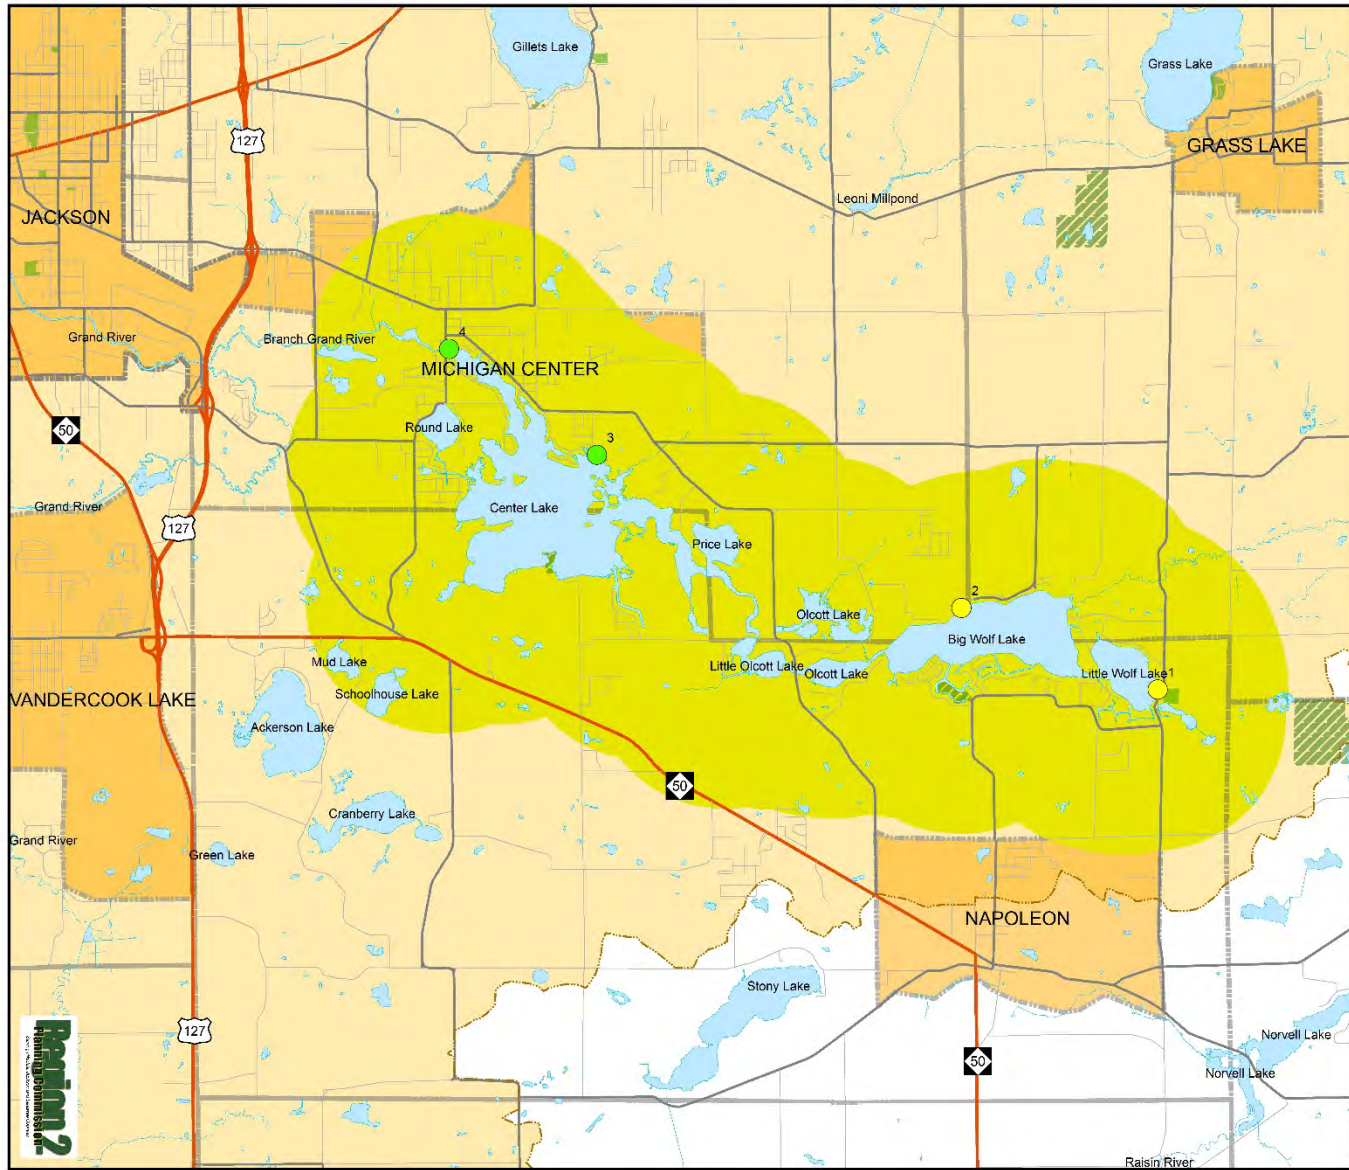 Gillets Lake
Grass Lake
127
GRASS LAKE
Leoni Millpond
JACKSON
4
Grand River
Branch Grand River
MICHIGAN CENTER
50
Round Lake
3
Grand River
Center Lake
127
Price Lake
2
Olcott Lake
Big Wolf Lake
Mud Lake
Little Olcott Lake
Olcott Lake
Little Wolf Lake
1
Schoolhouse Lake
VANDERCOOK LAKE
Ackerson Lake
50
Cranberry Lake
Grand River
Green Lake
NAPOLEON
Stony Lake
127
Norvell Lake
50
Norvell Lake
Region 2
Planning Commission
Raisin River